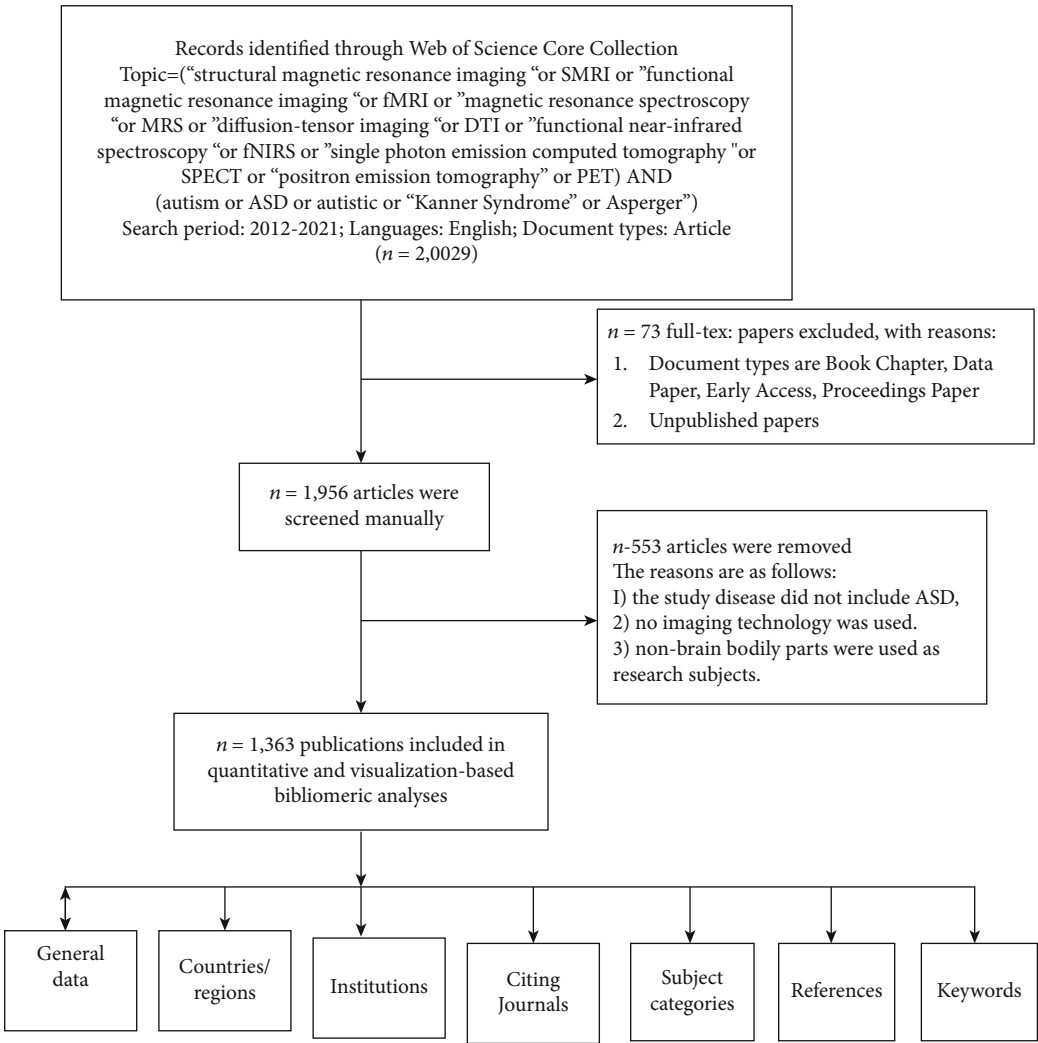 Records identified through Web of Science Core Collection
Topic=(“structural magnetic resonance imaging “or SMRI or ”functional
magnetic resonance imaging “or fMRI or ”magnetic resonance spectroscopy
“or MRS or ”diffusion-tensor imaging “or DTI or ”functional near-infrared
spectroscopy “or fNIRS or ”single photon emission computed tomography "or
SPECT or “positron emission tomography” or PET) AND
(autism or ASD or autistic or “Kanner Syndrome” or Asperger”)
Search period: 2012-2021; Languages: English; Document types: Article
(n = 2,0029)
n = 73 full-tex: papers excluded, with reasons:
1. Document types are Book Chapter, Data
Paper, Early Access, Proceedings Paper
2. Unpublished papers
n = 1,956 articles were
screened manually
n-553 articles were removed
The reasons are as follows:
I) the study disease did not include ASD,
2) no imaging technology was used.
3) non-brain bodily parts were used as
research subjects.
n = 1,363 publications included in
quantitative and visualization-based
bibliomeric analyses
General
data
Countries/
regions
Institutions
Citing
Journals
Subject
categories
References
Keywords